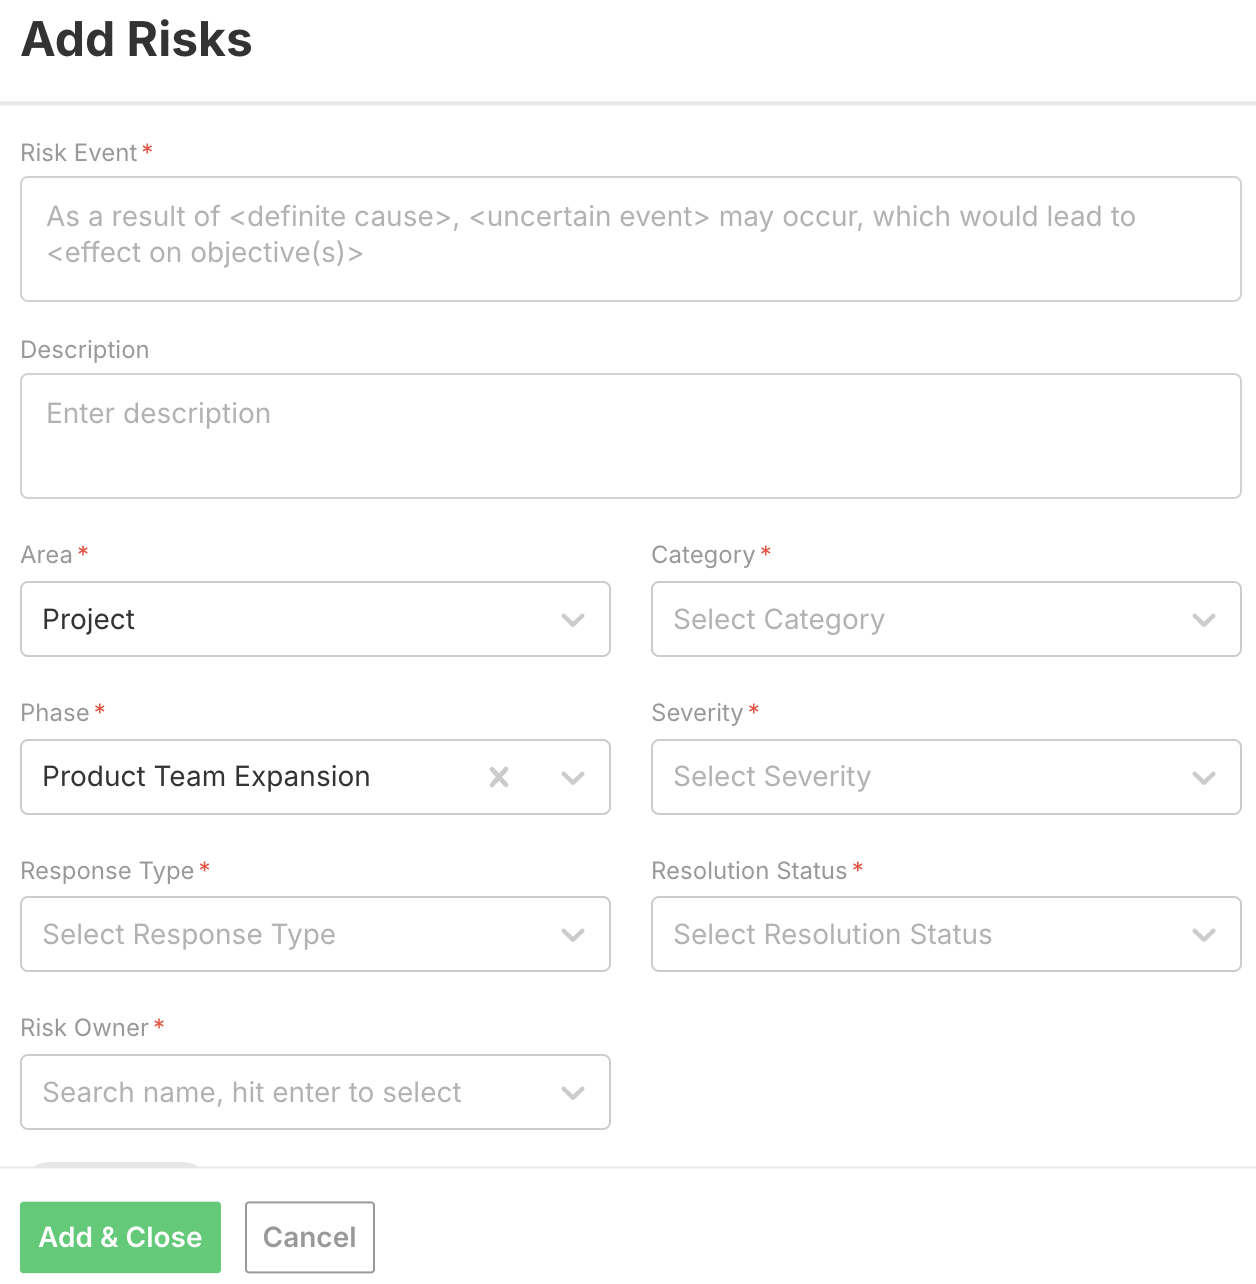 Add Risks
Risk Event *
As a result of <definite cause>, <uncertain event> may occur, which would lead to
<effect on objective(s)>
Description
Enter description
Area *
Category *
Project
Select Category
Phase *
Severity *
Product Team Expansion
Select Severity
Response Type *
Resolution Status *
Select Response Type
Select Resolution Status
Risk Owner *
Search name, hit enter to select
Add & Close
Cancel